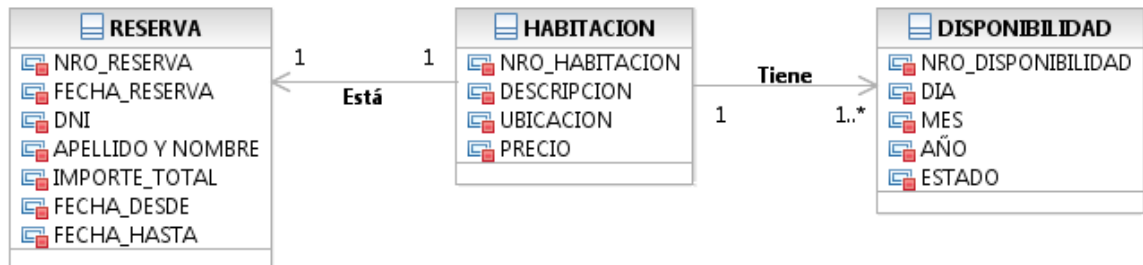 RESERVA
NRO_RESERVA
FECHA_RESERVA
DNI
APELLIDO Y NOMBRE
IMPORTE_TOTAL
FECHA_DESDE
FECHA_HASTA
1
1
Está
HABITACION
NRO_HABITACION
DESCRIPCION
UBICACION
PRECIO
Tiene
1
1..*
DISPONIBILIDAD
NRO_DISPONIBILIDAD
DIA
MES
AÑO
ESTADO